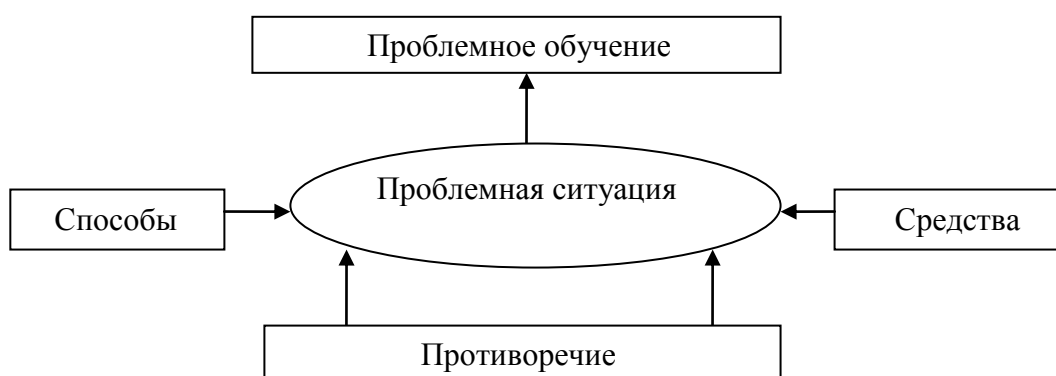 Проблемное обучение
Проблемная ситуация
Способы
Средства
Противоречие